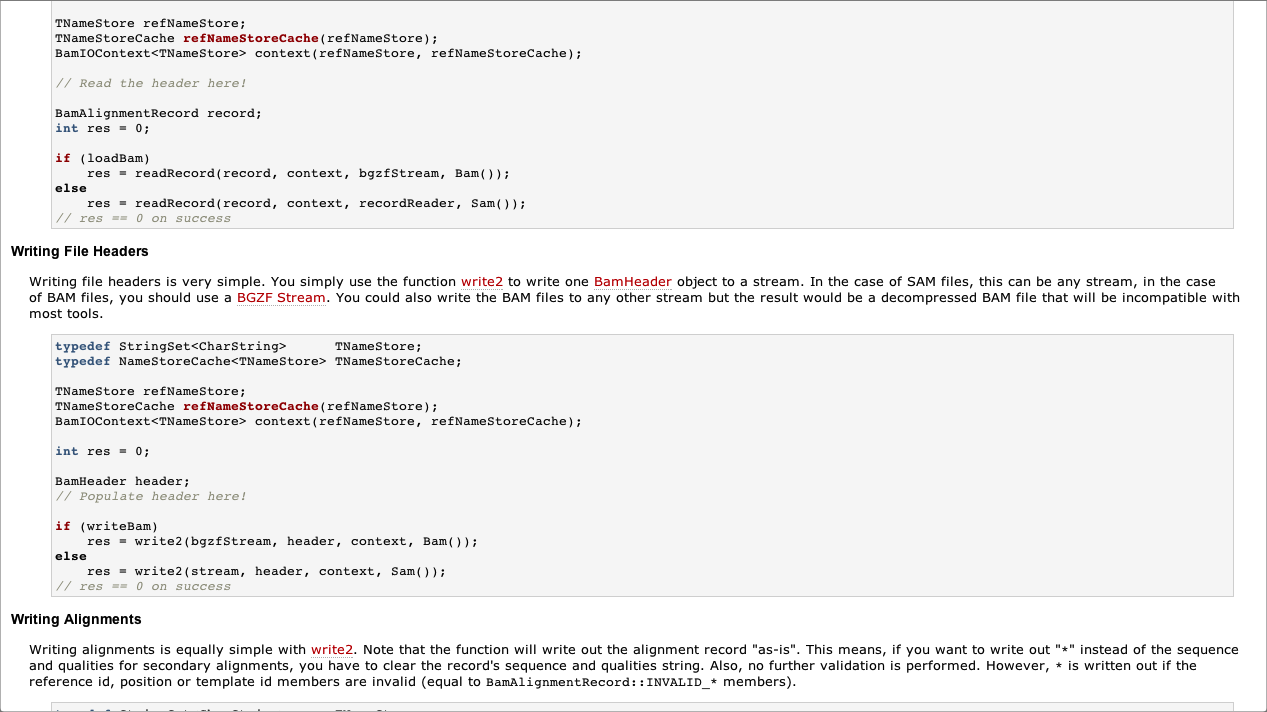 TNameStore refNameStore;
TNameStoreCache refNameStoreCache(refNameStore);
BamIOContext<TNameStore> context(refNameStore, refNameStoreCache);

// Read the header here!

BamAlignmentRecord record;
int res = 0;

if (loadBam)
    res = readRecord(record, context, bgzfStream, Bam());
else
    res = readRecord(record, context, recordReader, Sam());
// res == 0 on success
Writing File Headers
Writing file headers is very simple. You simply use the function write2 to write one BamHeader object to a stream. In the case of SAM files, this can be any stream, in the case
of BAM files, you should use a BGZF Stream. You could also write the BAM files to any other stream but the result would be a decompressed BAM file that will be incompatible with
most tools.
typedef StringSet<CharString>      TNameStore;
typedef NameStoreCache<TNameStore> TNameStoreCache;

TNameStore refNameStore;
TNameStoreCache refNameStoreCache(refNameStore);
BamIOContext<TNameStore> context(refNameStore, refNameStoreCache);

int res = 0;

BamHeader header;
// Populate header here!

if (writeBam)
    res = write2(bgzfStream, header, context, Bam());
else
    res = write2(stream, header, context, Sam());
// res == 0 on success
Writing Alignments
Writing alignments is equally simple with write2. Note that the function will write out the alignment record "as-is". This means, if you want to write out "*" instead of the sequence
and qualities for secondary alignments, you have to clear the record's sequence and qualities string. Also, no further validation is performed. However, * is written out if the
reference id, position or template id members are invalid (equal to BamAlignmentRecord::INVALID_* members).